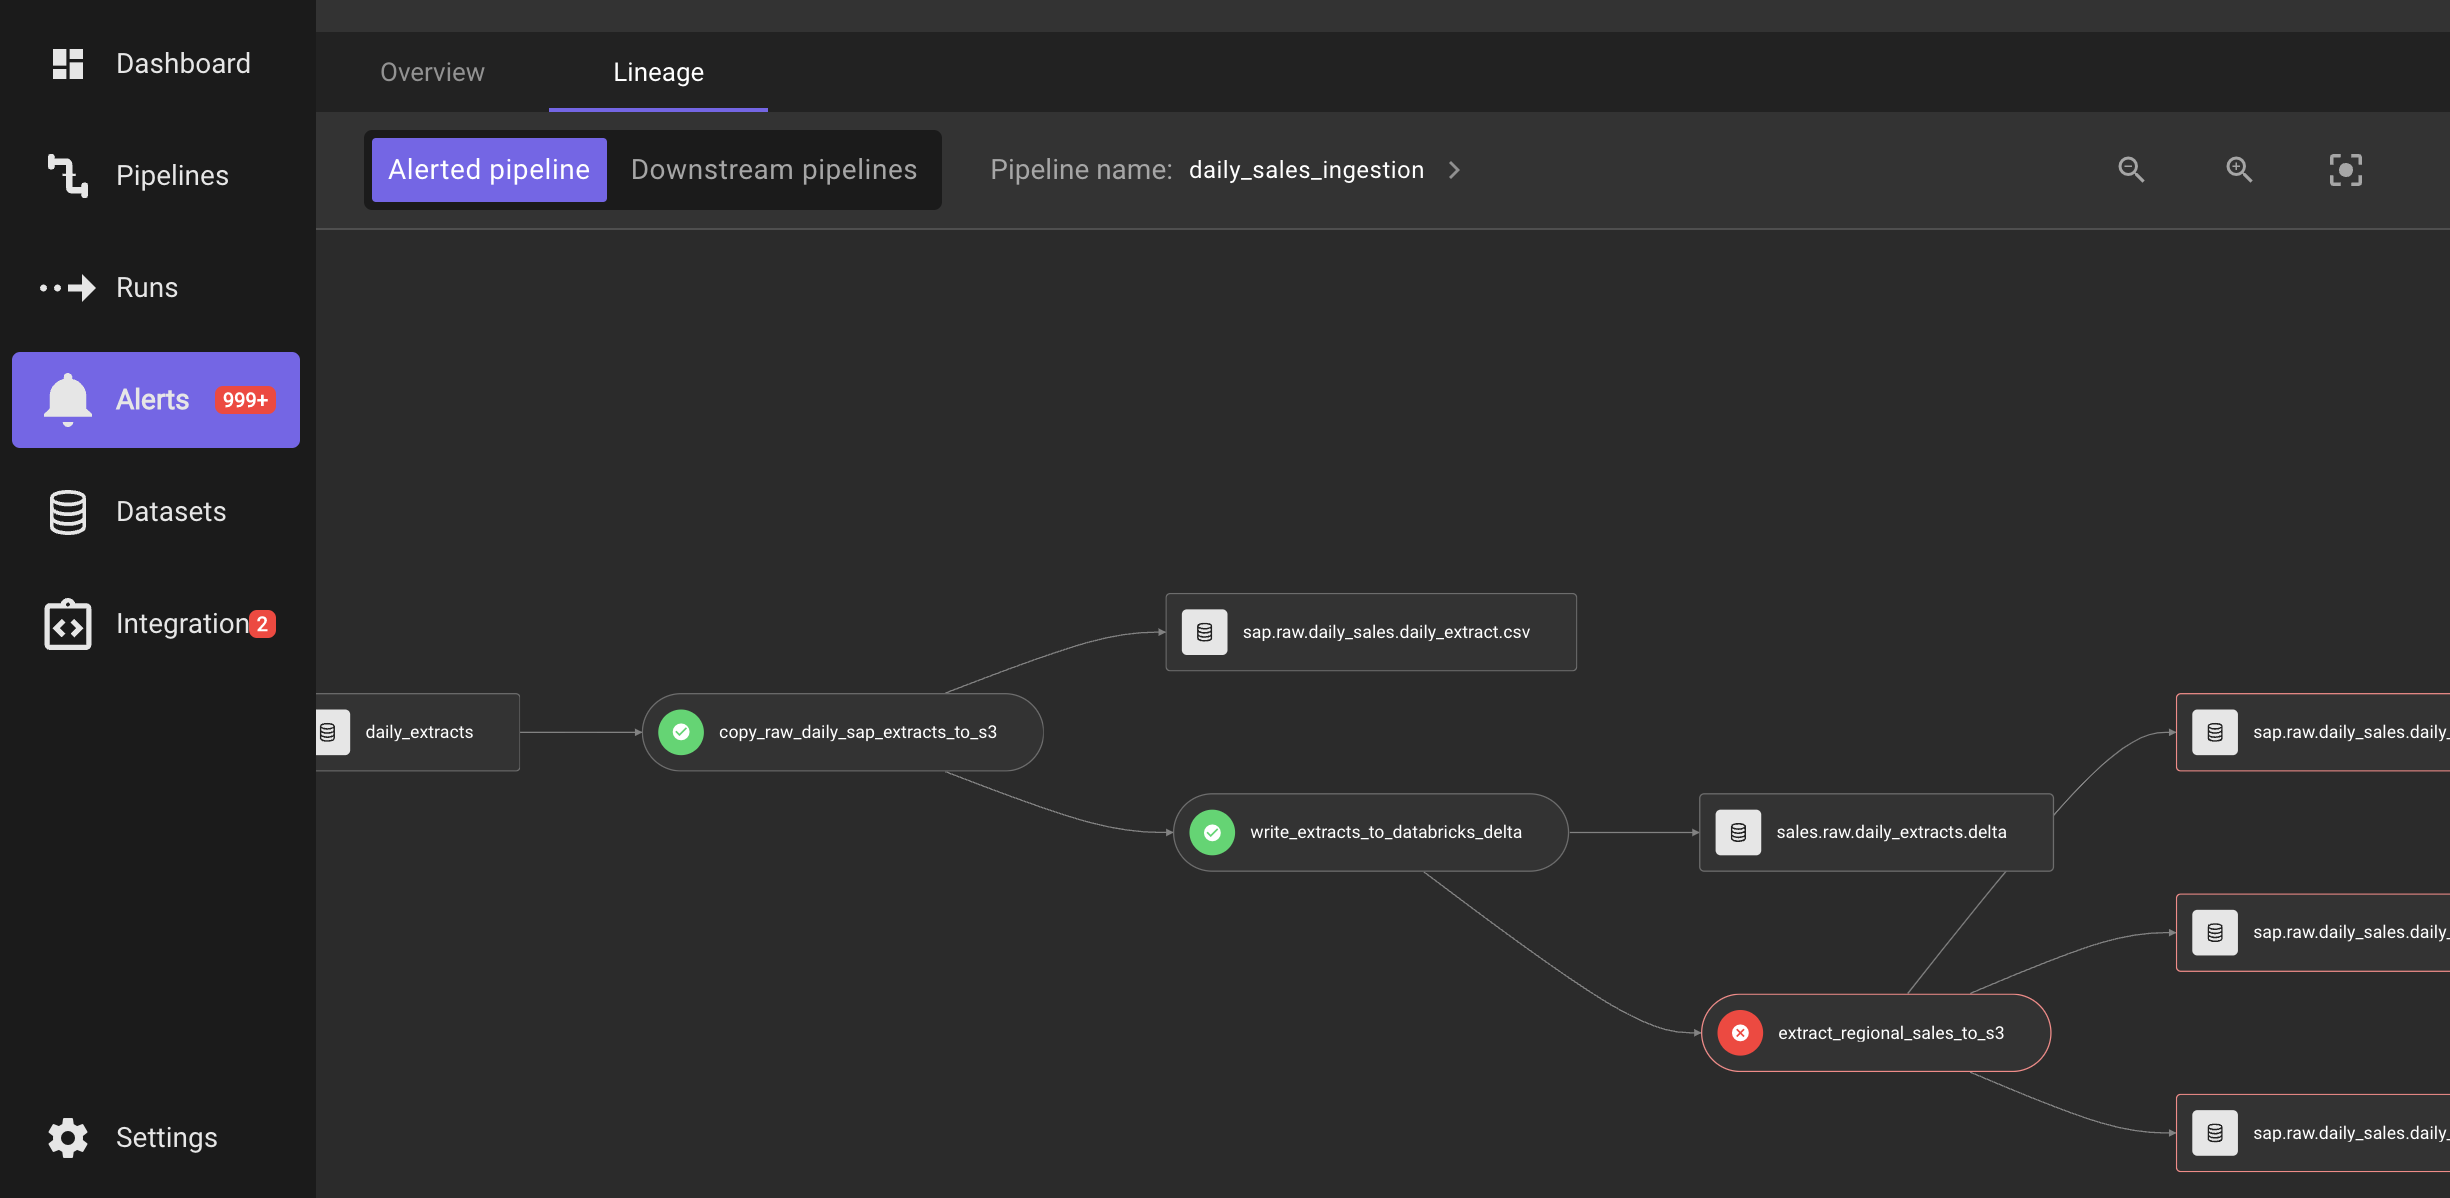 Dashboard
Pipelines
Runs
Alerts 999+
Datasets
Integration 2
Settings
Overview Lineage
Alerted pipeline Downstream pipelines Pipeline name: daily_sales_ingestion
sap.raw.daily_sales.daily_extract.csv
daily_extracts
copy_raw_daily_sap_extracts_to_s3
sap.raw.daily_sales.daily_
write_extracts_to_databricks_delta
sales.raw.daily_extracts.delta
sap.raw.daily_sales.daily_
extract_regional_sales_to_s3
sap.raw.daily_sales.daily_